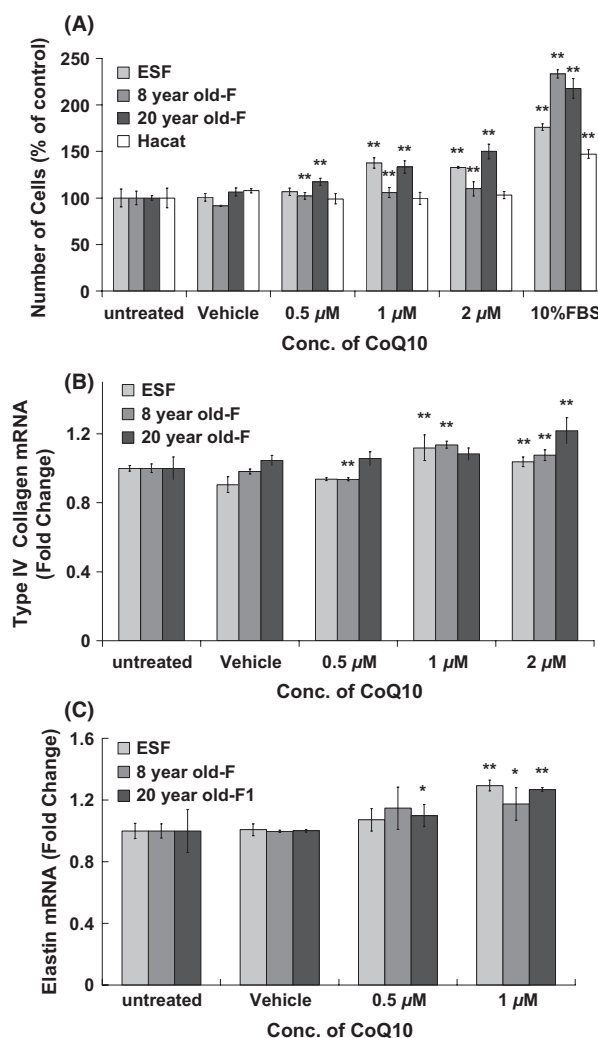 (A)
ESF
8 year old-F
20 year old-F
Hacat
Number of Cells (% of control)
250
200
150
100
50
0
** ** ** ** ** ** ** ** ** ** ** **
untreated Vehicle 0.5 µM 1 µM 2 µM 10%FBS
Conc. of CoQ10
(B)
ESF
8 year old-F
20 year old-F
Type IV Collagen mRNA
(Fold Change)
1.6
1.2
0.8
0.4
0
** ** ** ** ** **
untreated Vehicle 0.5 µM 1 µM 2 µM
Conc. of CoQ10
(C)
ESF
8 year old-F
20 year old-F1
Elastin mRNA (Fold Change)
1.6
1.2
0.8
0.4
0
* ** * **
untreated Vehicle 0.5 µM 1 µM
Conc. of CoQ10